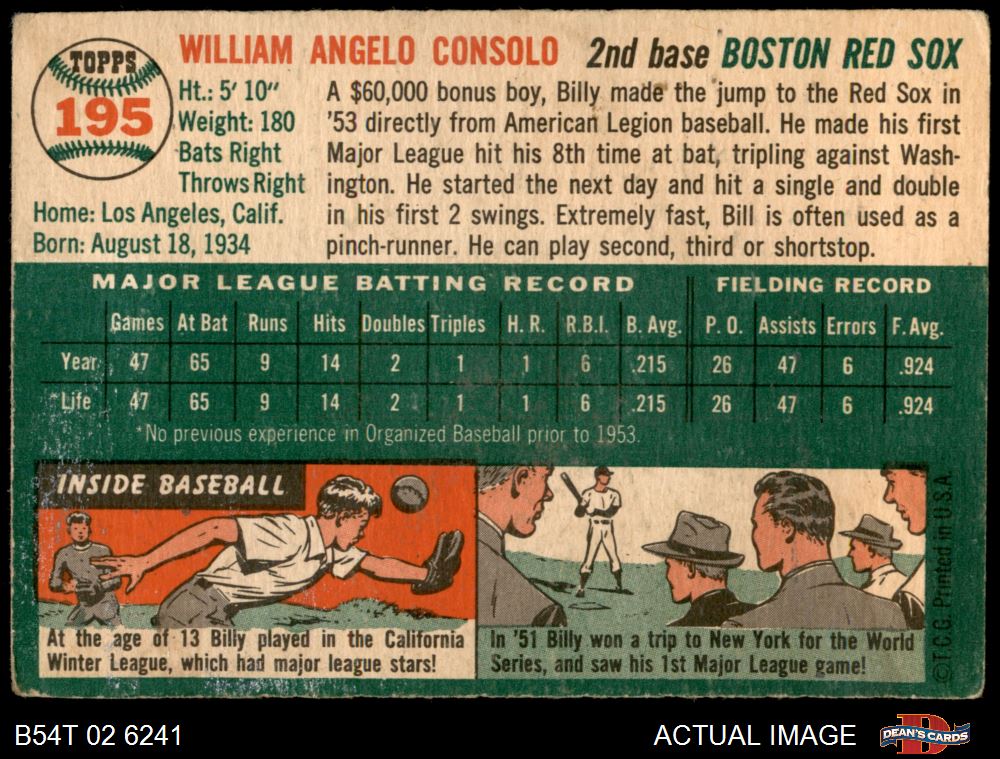 TOPPS
195
WILLIAM ANGELO CONSOLO 2nd base BOSTON RED SOX
Ht.: 5' 10"
Weight: 180
Bats Right
Throws Right
Home: Los Angeles, Calif.
Born: August 18, 1934
A $60,000 bonus boy, Billy made the jump to the Red Sox in
'53 directly from American Legion baseball. He made his first
Major League hit his 8th time at bat, tripling against Wash-
ington. He started the next day and hit a single and double
in his first 2 swings. Extremely fast, Bill is often used as a
pinch-runner. He can play second, third or shortstop.
MAJOR LEAGUE BATTING RECORD FIELDING RECORD
Games At Bat Runs Hits Doubles Triples H. R. R.B.I. B. Avg. P. O. Assists Errors F. Avg.
Year 47 65 9 14 2 1 1 6 .215 26 47 6 .924
*Life 47 65 9 14 2 1 1 6 .215 26 47 6 .924
*No previous experience in Organized Baseball prior to 1953.
INSIDE BASEBALL
At the age of 13 Billy played in the California
Winter League, which had major league stars!
In '51 Billy won a trip to New York for the World
Series, and saw his 1st Major League game!
© T.C.G. Printed in U.S.A.
B54T 02 6241
ACTUAL IMAGE
DEAN'S CARDS